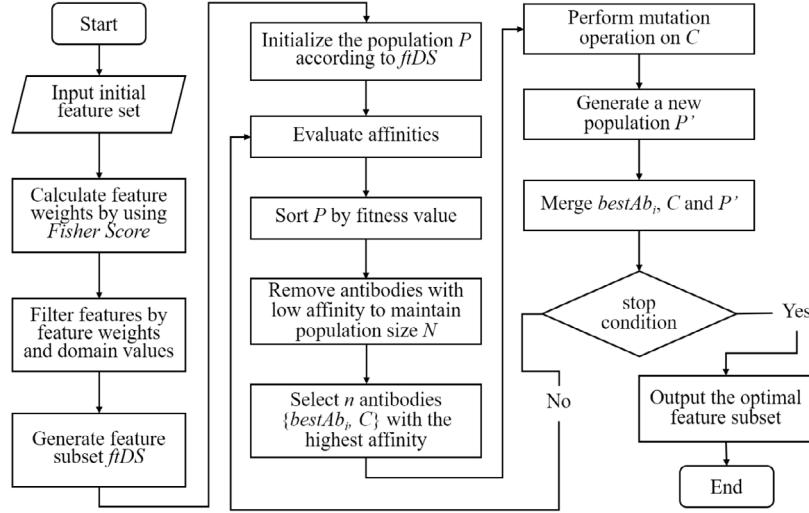 Start
Input initial
feature set
Calculate feature
weights by using
Fisher Score
Filter features by
feature weights
and domain values
Generate feature
subset ftDS
Initialize the population P
according to ftDS
Evaluate affinities
Sort P by fitness value
Remove antibodies with
low affinity to maintain
population size N
Select n antibodies
{bestAbi, C} with the
highest affinity
Perform mutation
operation on C
Generate a new
population P’
Merge bestAbi, C and P’
stop
condition
Yes
No
Output the optimal
feature subset
End